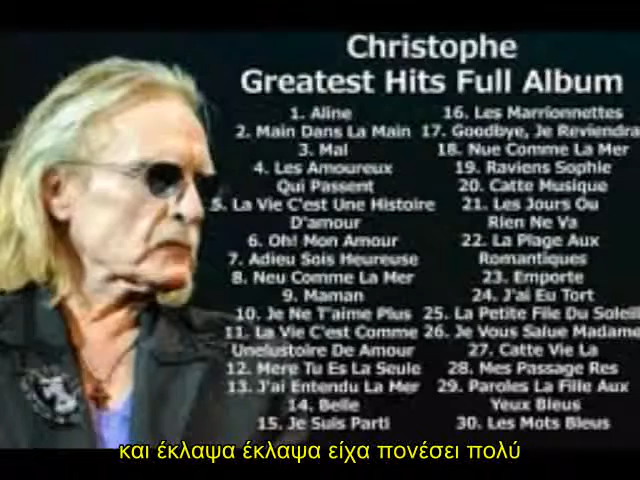 Christophe
Greatest Hits Full Album
1. Aline
2. Main Dans La Main
3. Mal
4. Les Amoureux
Qui Passent
5. La Vie C'est Une Histoire
D'amour
6. Oh! Mon Amour
7. Adieu Sois Heureuse
8. Neu Comme La Mer
9. Maman
10. Je Ne T'aime Plus
11. La Vie C'est Comme
Unelustoire De Amour
12. Mere Tu Es La Seule
13. J'ai Entendu La Mer
14. Belle
15. Je Suis Parti
16. Les Marrionnettes
17. Goodbye, Je Reviendra
18. Nue Comme La Mer
19. Raviens Sophie
20. Catte Musique
21. Les Jours Ou
Rien Ne Va
22. La Plage Aux
Romantiques
23. Emporte
24. J'ai Eu Tort
25. La Petite File Du Soleil
26. Je Vous Salue Madame
27. Catte Vie La
28. Mes Passage Res
29. Paroles La Fille Aux
Yeux Bleus
30. Les Mots Bleus
και έκλαψα έκλαψα είχα πονέσει πολύ